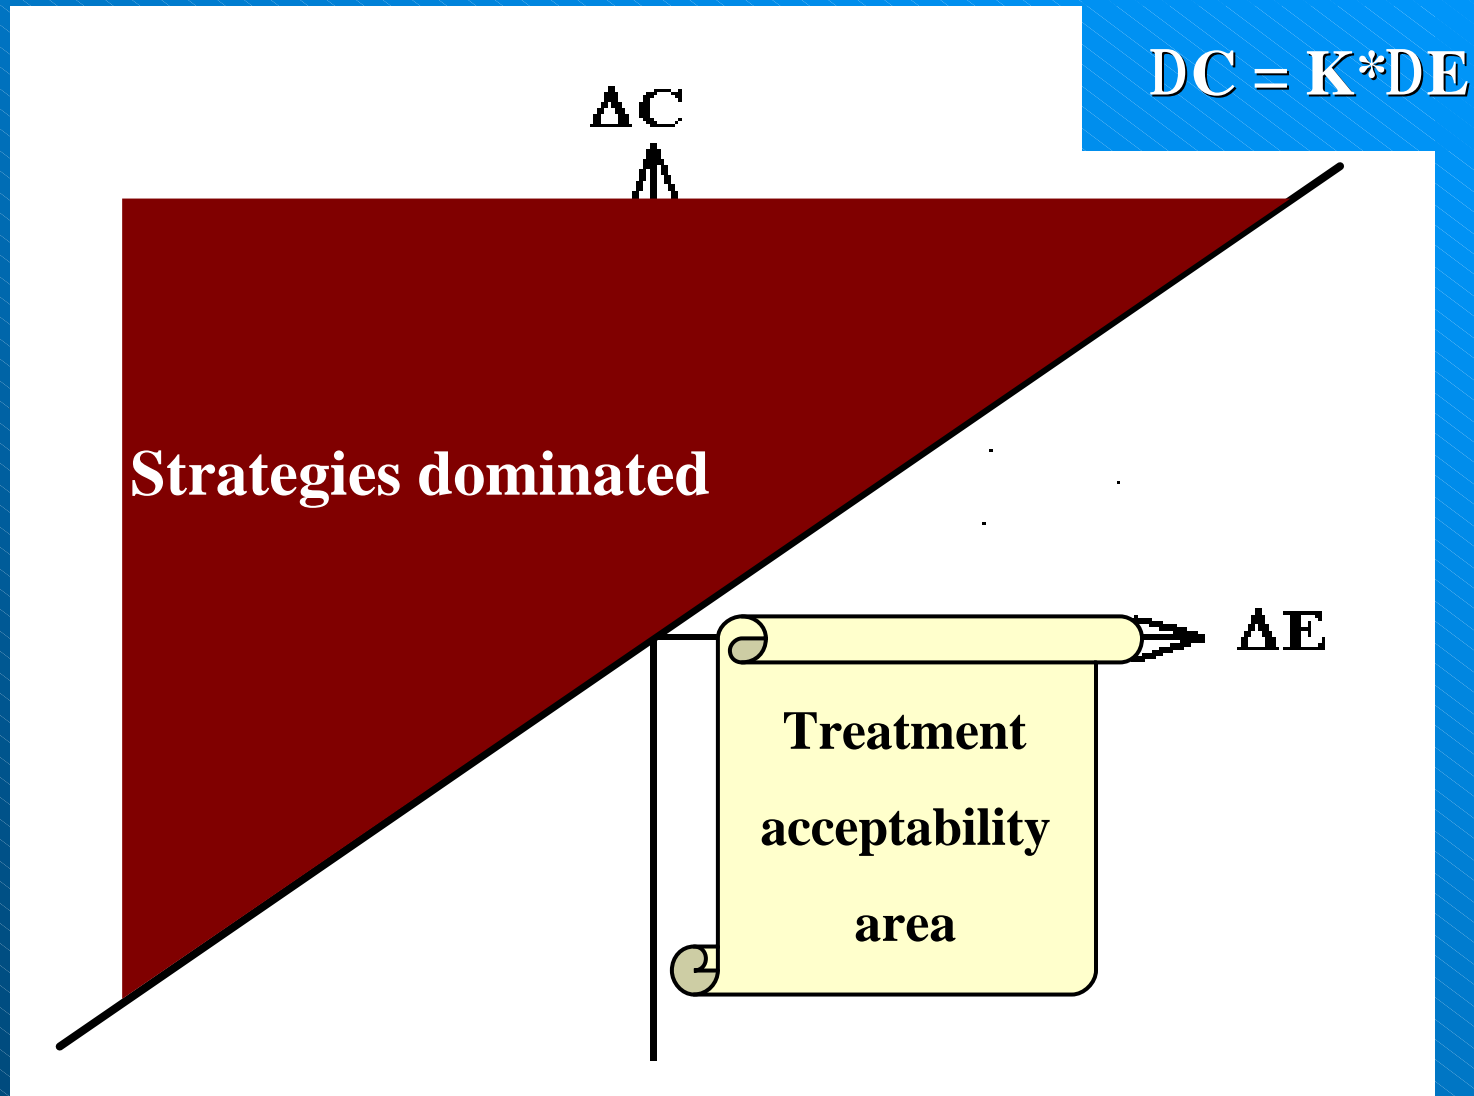 DC = K*DE
ΔC
Strategies dominated
ΔE
Treatment
acceptability
area